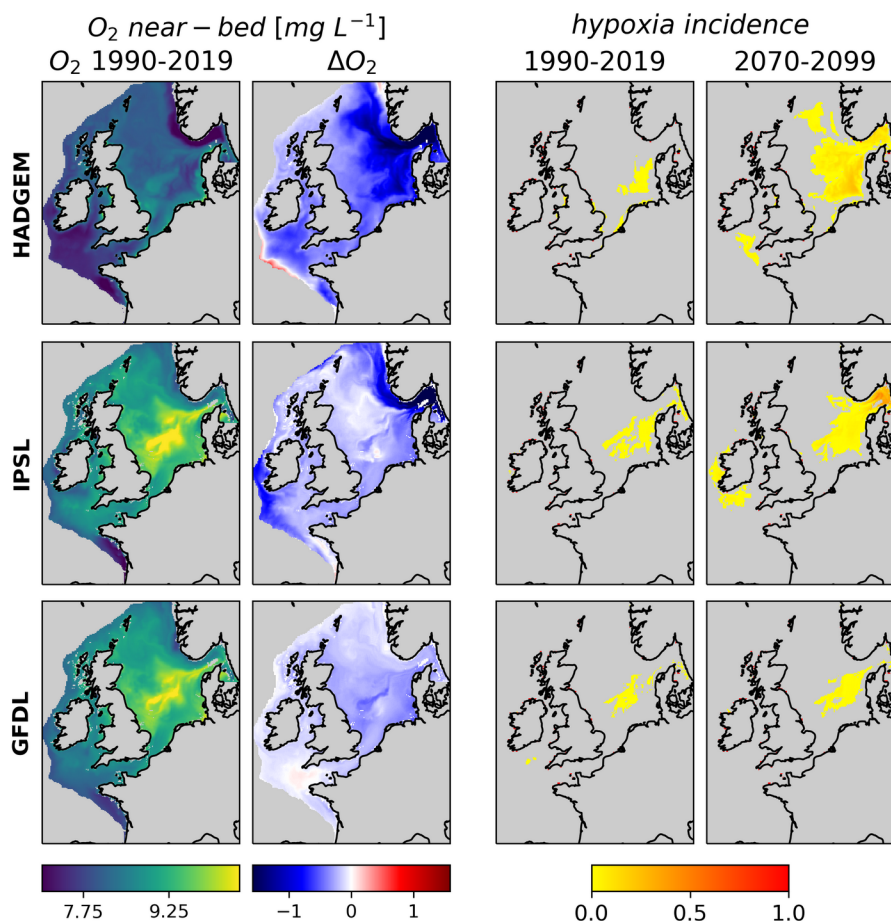 O₂ near − bed [mg L⁻¹]
hypoxia incidence
O₂ 1990-2019
ΔO₂
1990-2019
2070-2099
HADGEM
IPSL
GFDL
7.75 9.25
−1 0 1
0.0 0.5 1.0